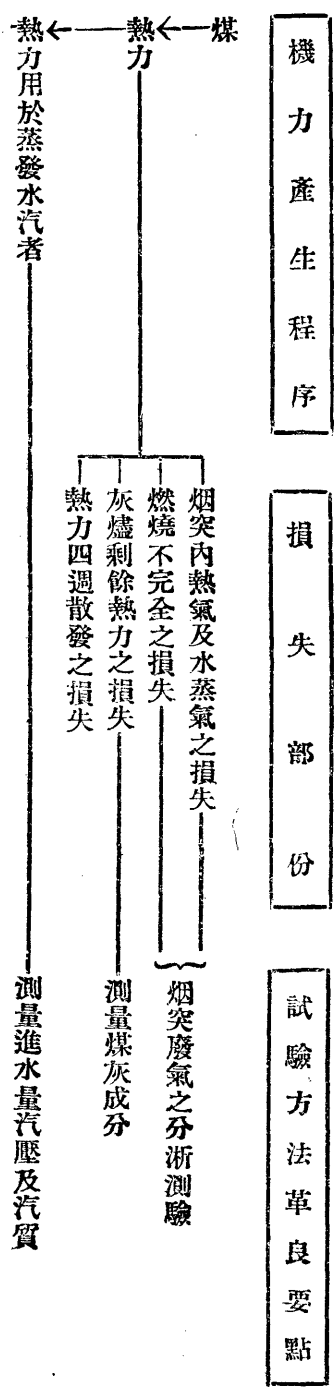 機力產生程序
損失部份
試驗方法革良要點
煤
熱力
烟突內熱氣及水蒸氣之損失
燃燒不完全之損失
烟突廢氣之分淅測驗
灰燼剩餘熱力之損失
測量煤灰成分
熱力四週散發之損失
熱力用於蒸發水汽者
測量進水量汽壓及汽質